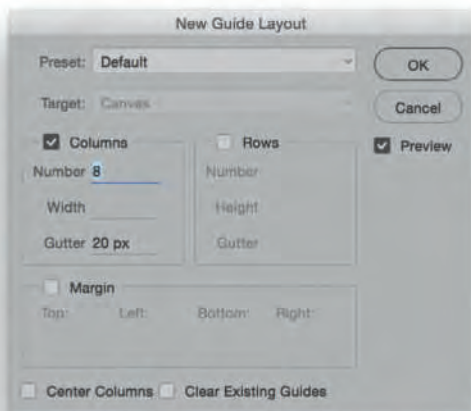 New Guide Layout
Preset: Default
OK
Target: Canvas
Cancel
Columns
Rows
Preview
Number 8
Number
Width
Height
Gutter 20 px
Gutter
Margin
Top: Left: Bottom: Right:
Center Columns Clear Existing Guides